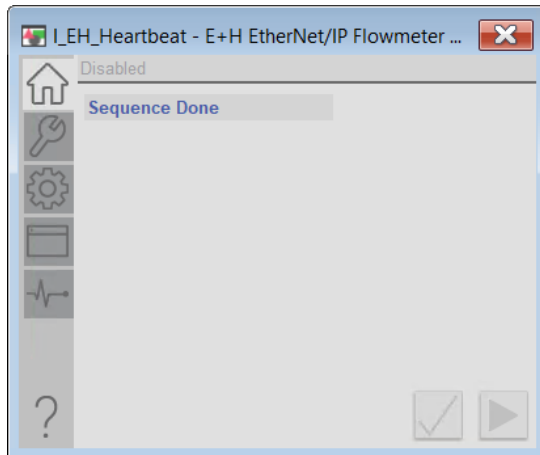 I_EH_Heartbeat - E+H EtherNet/IP Flowmeter ...
Disabled
Sequence Done
?